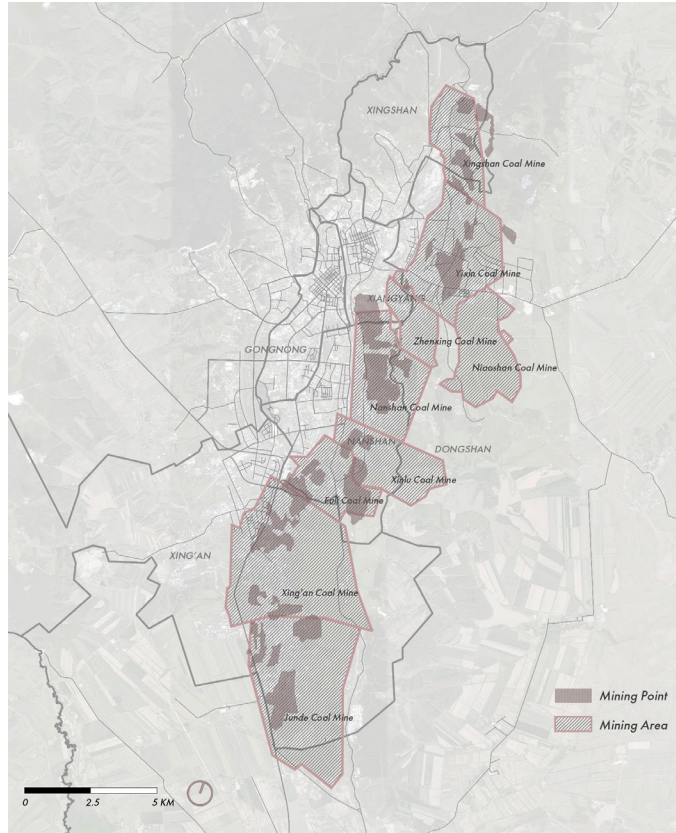 XINGSHAN
Xingshan Coal Mine
Yixin Coal Mine
XIANGYANG
Zhenxing Coal Mine
GONGNONG
Niaoshan Coal Mine
Nanshan Coal Mine
NANSHAN
DONGSHAN
Xinlu Coal Mine
Fuli Coal Mine
XING'AN
Xing'an Coal Mine
Junde Coal Mine
Mining Point
Mining Area
0 2.5 5 KM